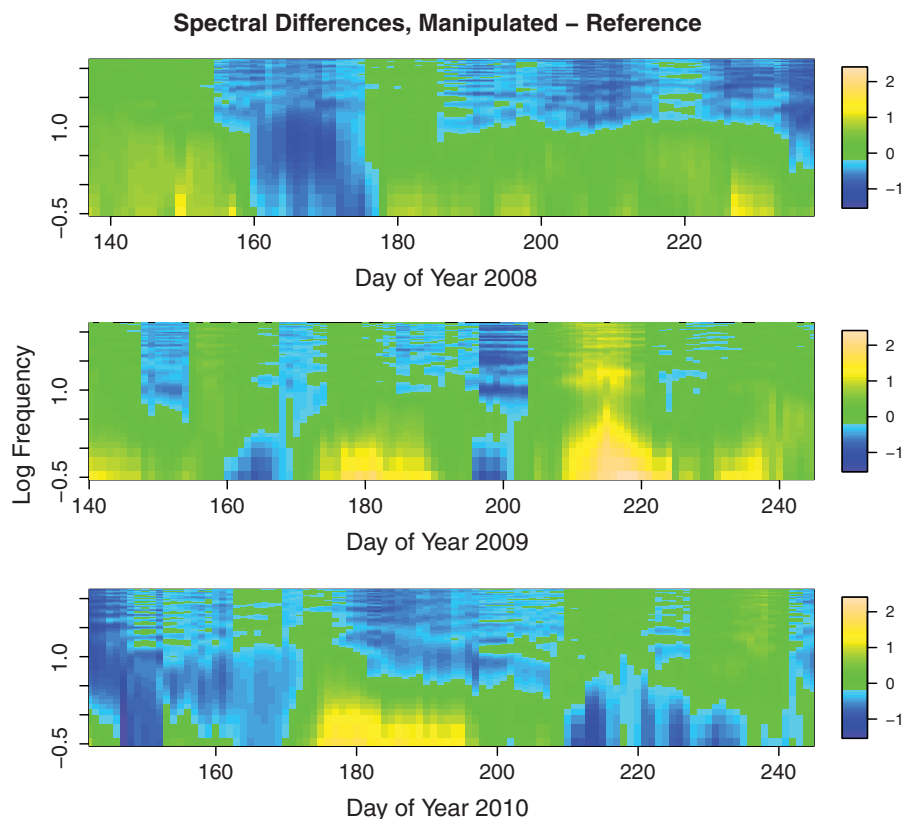 Spectral Differences, Manipulated – Reference
1.0
−0.5
140 160 180 200 220
Day of Year 2008
2
1
0
−1
Log Frequency
1.0
−0.5
140 160 180 200 220 240
Day of Year 2009
2
1
0
−1
1.0
−0.5
160 180 200 220 240
Day of Year 2010
2
1
0
−1